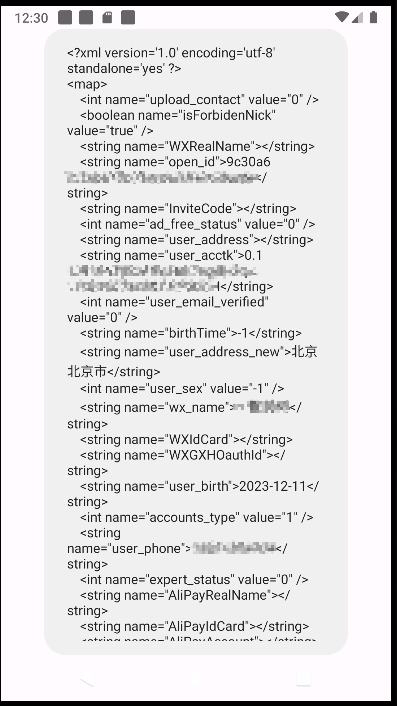 12:30
<?xml version='1.0' encoding='utf-8'
standalone='yes' ?>
<map>
<int name="upload_contact" value="0" />
<boolean name="isForbidenNick"
value="true" />
<string name="WXRealName"></string>
<string name="open_id">9c30a6
</
string>
<string name="InviteCode"></string>
<int name="ad_free_status" value="0" />
<string name="user_address"></string>
<string name="user_acctk">0.1
</string>
<int name="user_email_verified"
value="0" />
<string name="birthTime">-1</string>
<string name="user_address_new">北京
北京市</string>
<int name="user_sex" value="-1" />
<string name="wx_name"></
string>
<string name="WXIdCard"></string>
<string name="WXGXHOauthId"></
string>
<string name="user_birth">2023-12-11</
string>
<int name="accounts_type" value="1" />
<string
name="user_phone"></
string>
<int name="expert_status" value="0" />
<string name="AliPayRealName"></
string>
<string name="AliPayIdCard"></string>
<string name="AliPayAccount"></string>